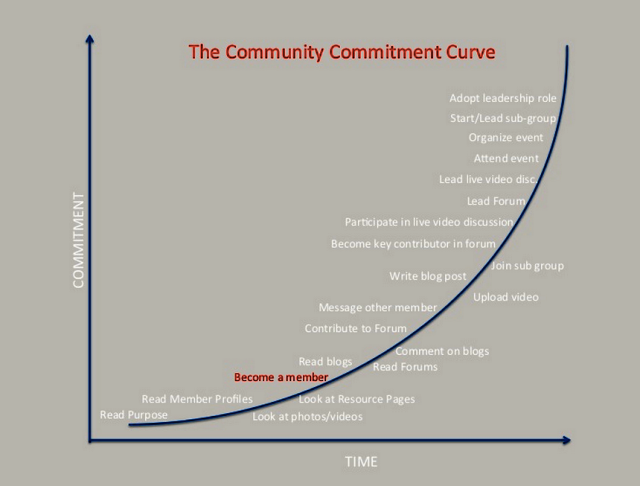 The Community Commitment Curve
Adopt leadership role
Start/Lead sub-group
Organize event
Attend event
Lead live video disc.
Lead Forum
Participate in live video discussion
Become key contributor in forum
Join sub group
Write blog post
Upload video
Message other member
Contribute to Forum
Comment on blogs
Read blogs
Read Forums
Become a member
Read Member Profiles
Look at Resource Pages
Read Purpose
Look at photos/videos
COMMITMENT
TIME